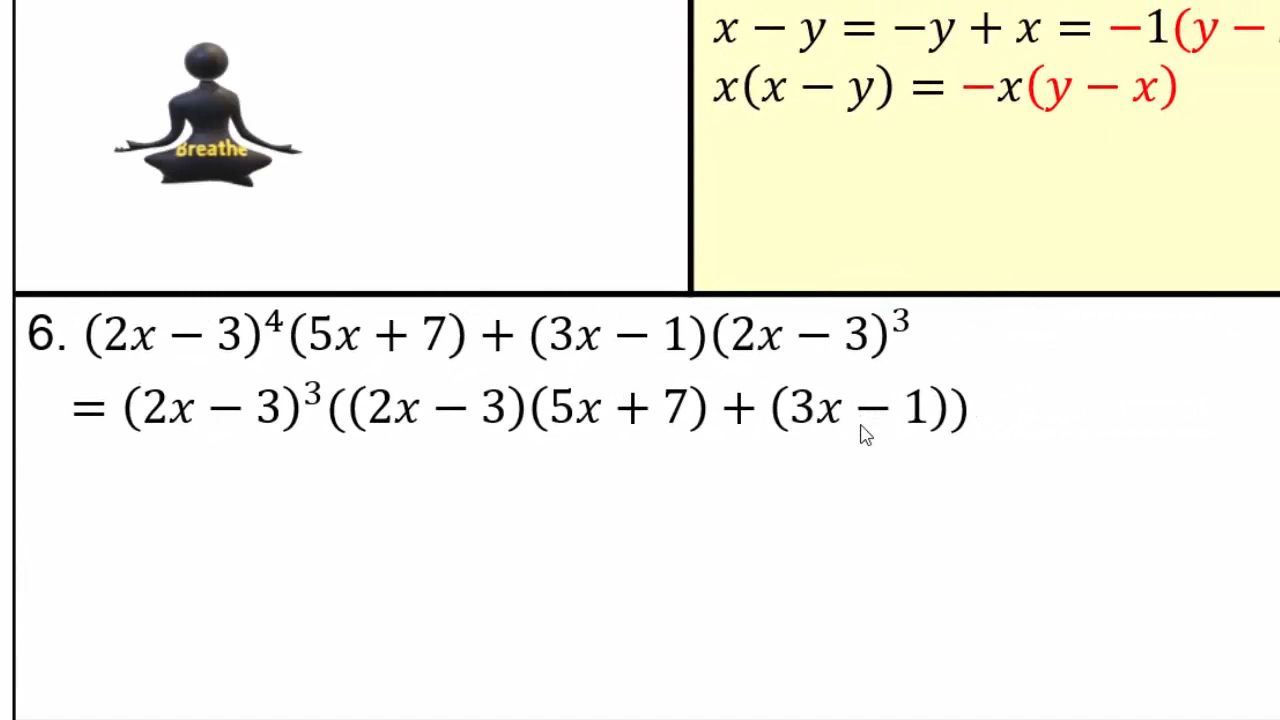 Breathe
x − y = −y + x = −1(y −
x(x − y) = −x(y − x)
6. (2x − 3)⁴(5x + 7) + (3x − 1)(2x − 3)³
= (2x − 3)³((2x − 3)(5x + 7) + (3x − 1))